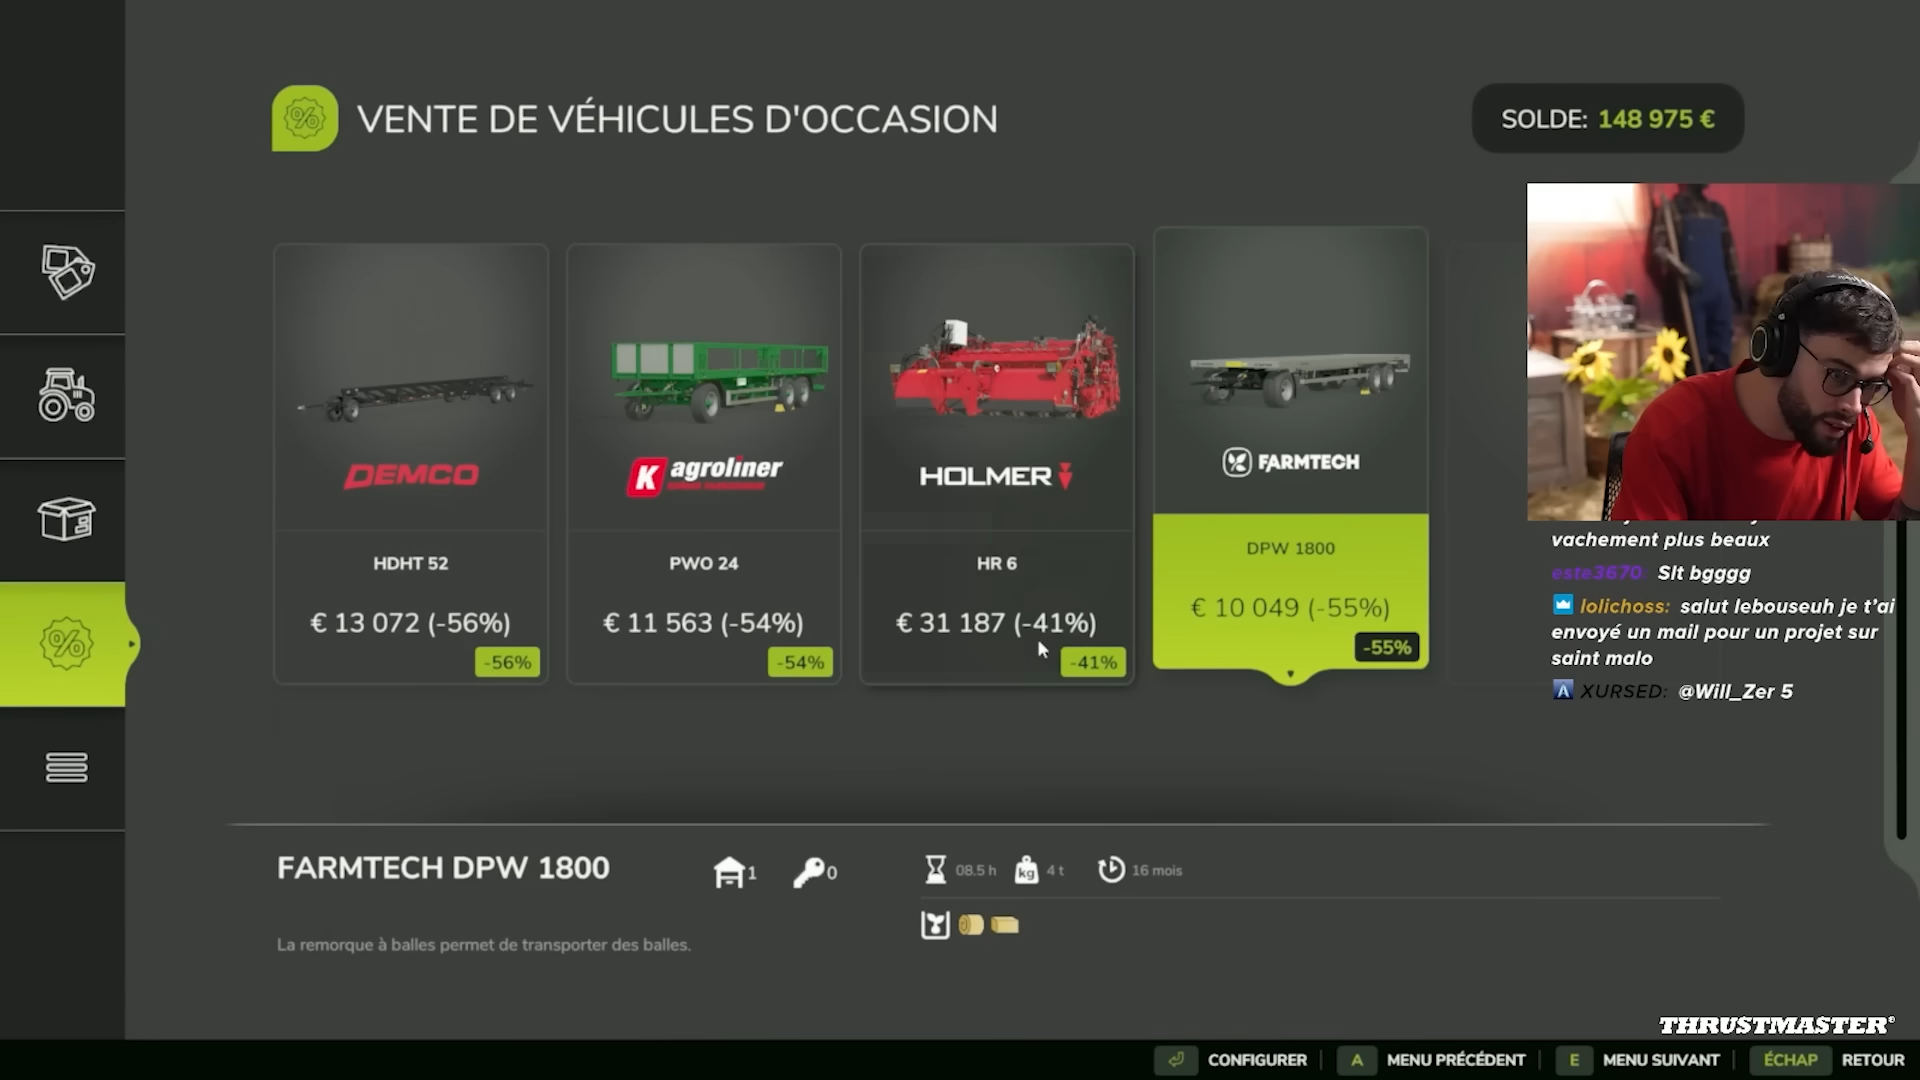 VENTE DE VÉHICULES D'OCCASION
SOLDE: 148 975 €
DEMCO
HDHT 52
€ 13 072 (-56%)
-56%
K agroliner
PWO 24
€ 11 563 (-54%)
-54%
HOLMER
HR 6
€ 31 187 (-41%)
-41%
FARMTECH
DPW 1800
€ 10 049 (-55%)
-55%
vachement plus beaux
este3670: Slt bgggg
lolichoss: salut lebouseuh je t'ai
envoyé un mail pour un projet sur
saint malo
A XURSED: @Will_Zer 5
FARMTECH DPW 1800
1
0
08.5 h
kg 4 t
16 mois
La remorque à balles permet de transporter des balles.
THRUSTMASTER®
CONFIGURER
A MENU PRÉCÉDENT
E MENU SUIVANT
ÉCHAP RETOUR